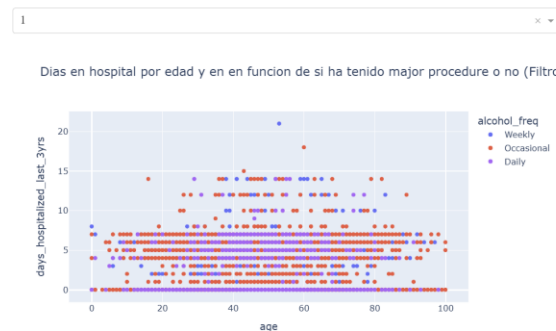 1
Dias en hospital por edad y en en funcion de si ha tenido major procedure o no (Filtro
alcohol_freq
Weekly
Occasional
Daily
days_hospitalized_last_3yrs
20
15
10
5
0
0 20 40 60 80 100
age